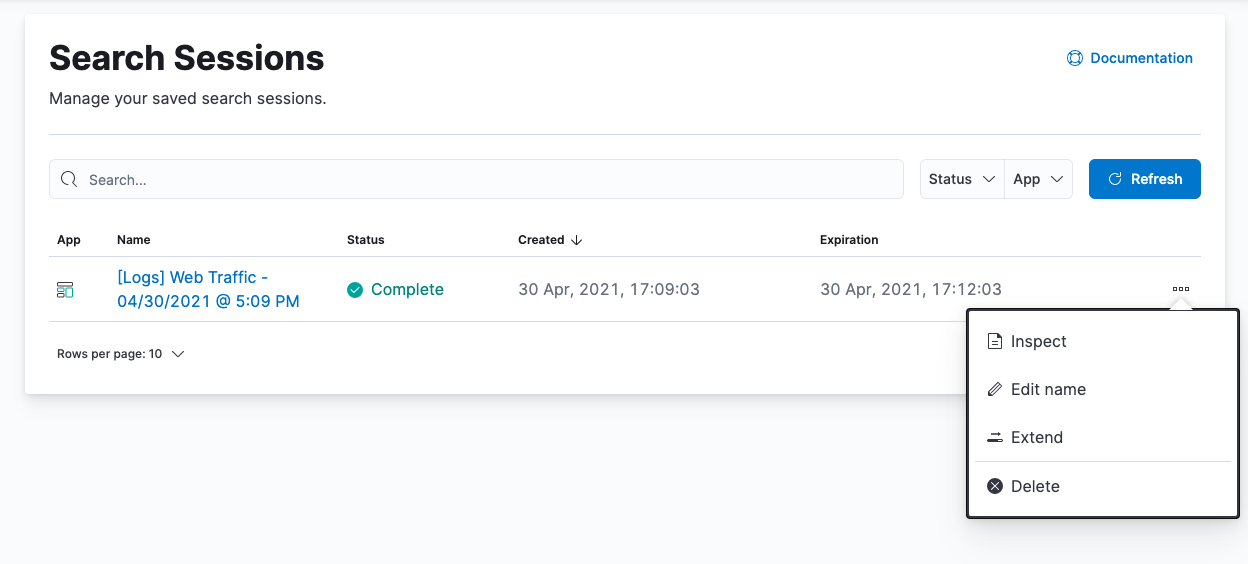 Search Sessions
Documentation
Manage your saved search sessions.
Search...
Status
App
Refresh
App
Name
Status
Created
Expiration
[Logs] Web Traffic -
04/30/2021 @ 5:09 PM
Complete
30 Apr, 2021, 17:09:03
30 Apr, 2021, 17:12:03
Rows per page: 10
Inspect
Edit name
Extend
Delete